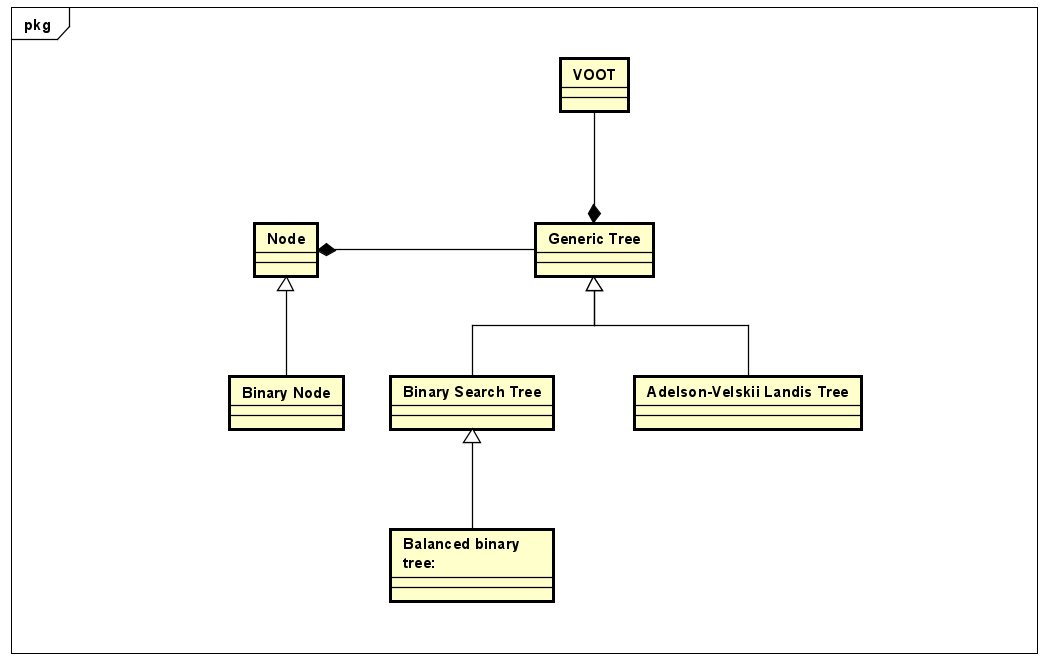 pkg
VOOT
Node
Generic Tree
Binary Node
Binary Search Tree
Adelson-Velskii Landis Tree
Balanced binary
tree: